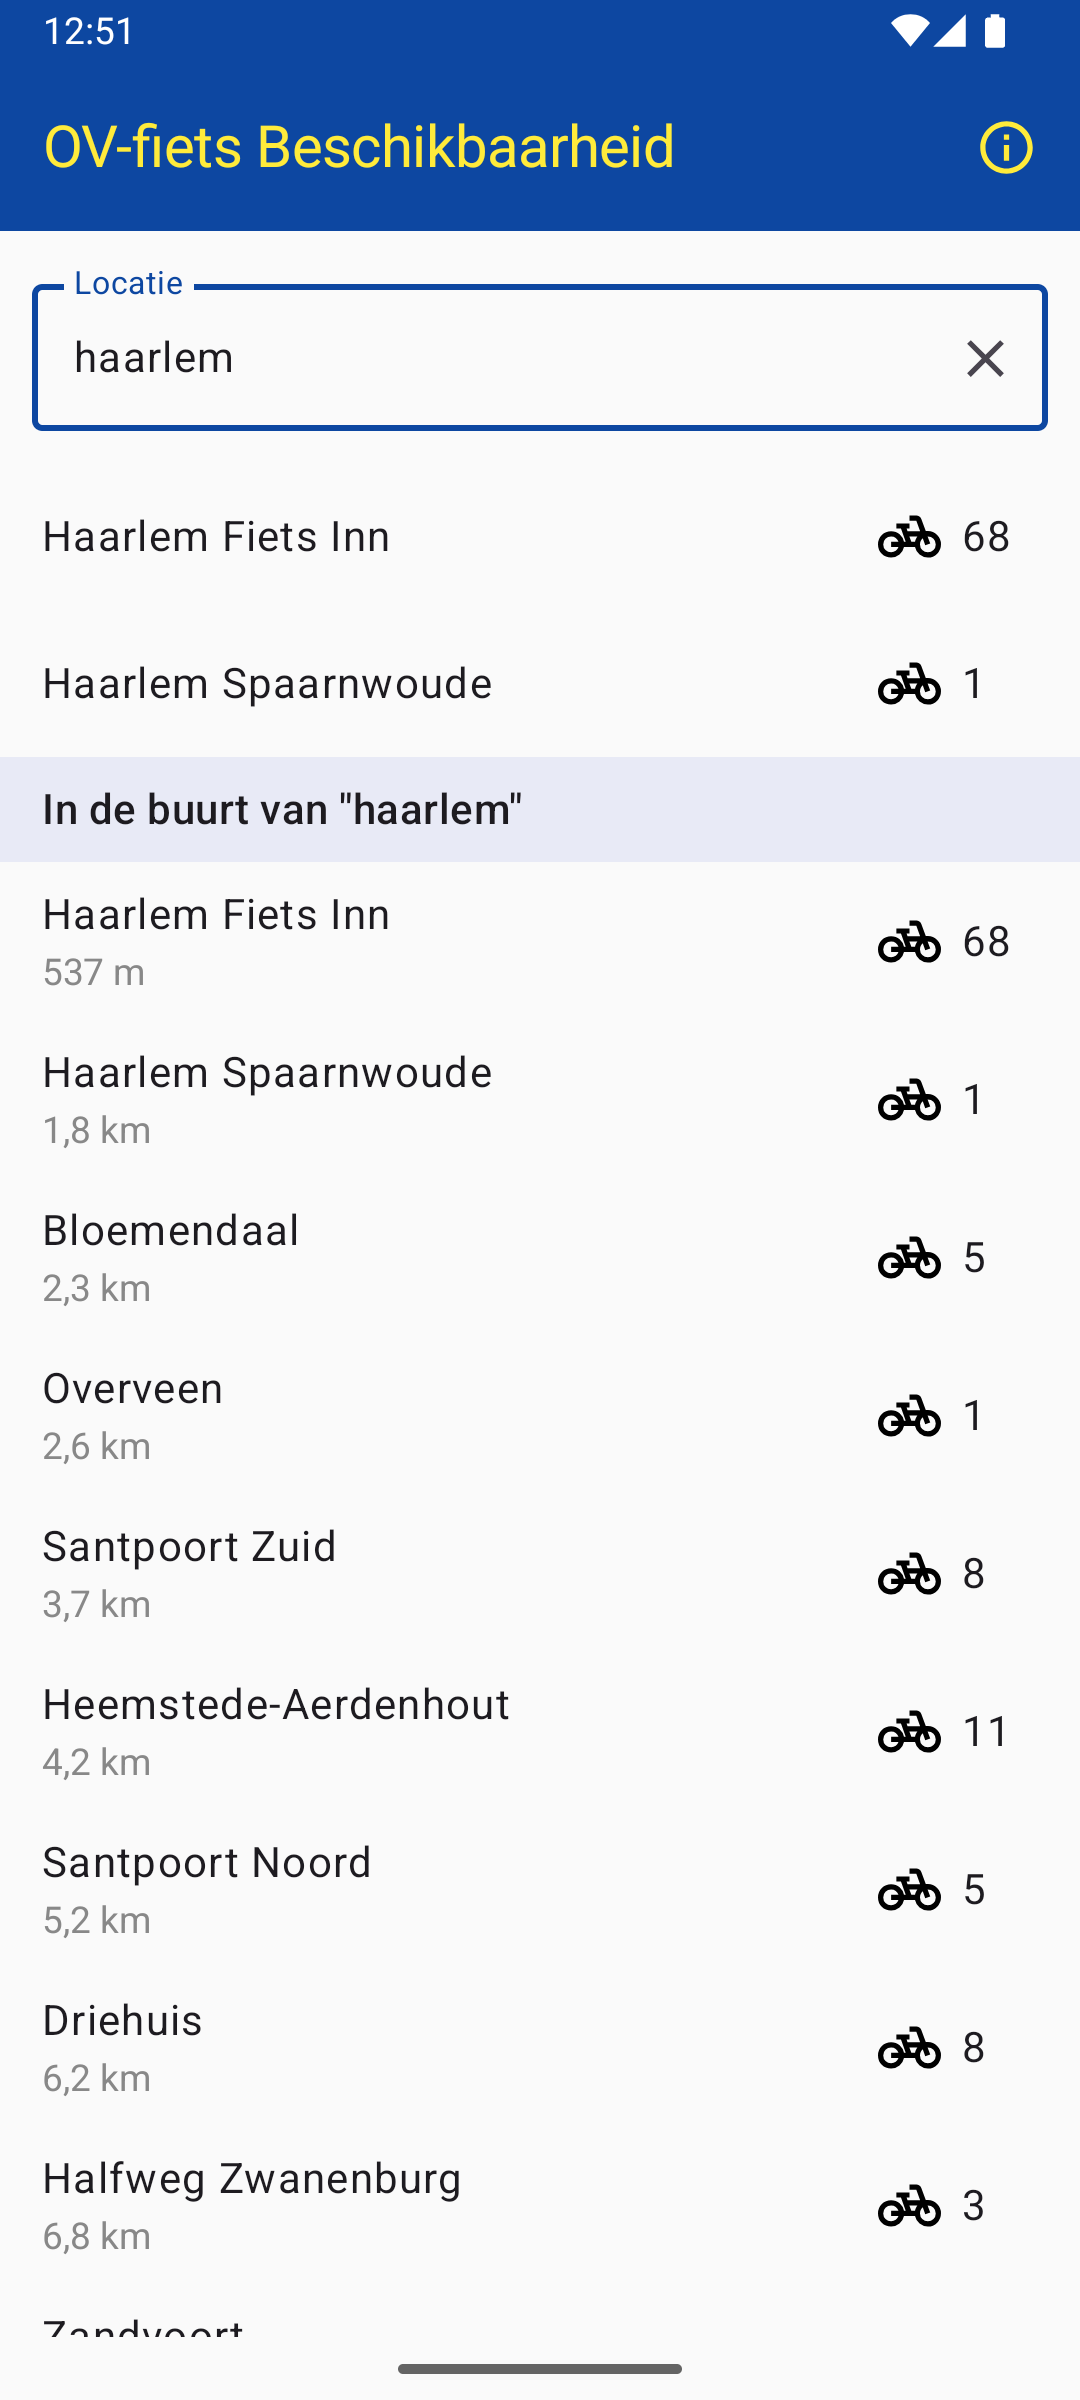 12:51
OV-fiets Beschikbaarheid
Locatie
haarlem
Haarlem Fiets Inn 68
Haarlem Spaarnwoude 1
In de buurt van "haarlem"
Haarlem Fiets Inn 68
537 m
Haarlem Spaarnwoude 1
1,8 km
Bloemendaal 5
2,3 km
Overveen 1
2,6 km
Santpoort Zuid 8
3,7 km
Heemstede-Aerdenhout 11
4,2 km
Santpoort Noord 5
5,2 km
Driehuis 8
6,2 km
Halfweg Zwanenburg 3
6,8 km
Zandvoort